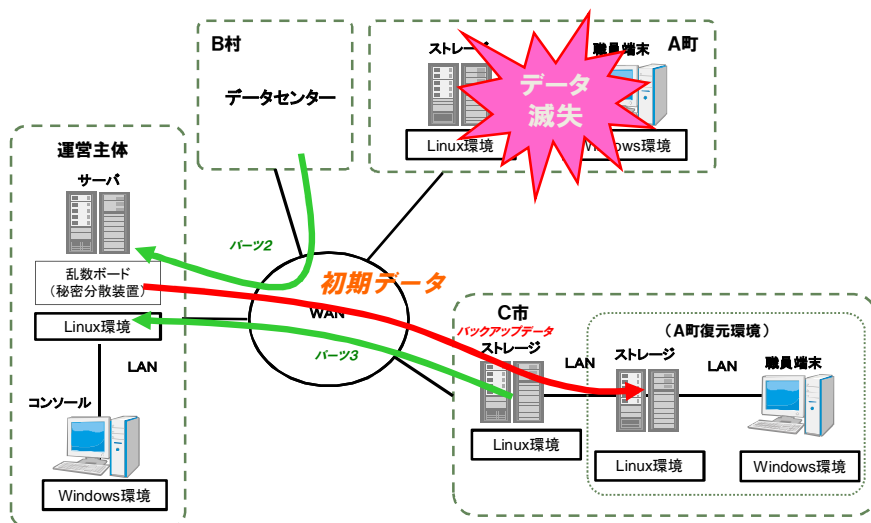 B村
データセンター
A町
ストレージ
職員端末
データ
滅失
Linux環境
Windows環境
運営主体
サーバ
乱数ボード
(秘密分散装置)
Linux環境
LAN
コンソール
Windows環境
パーツ2
初期データ
WAN
パーツ3
C市
バックアップデータ
ストレージ
LAN
Linux環境
(A町復元環境)
ストレージ
LAN
職員端末
Linux環境
Windows環境